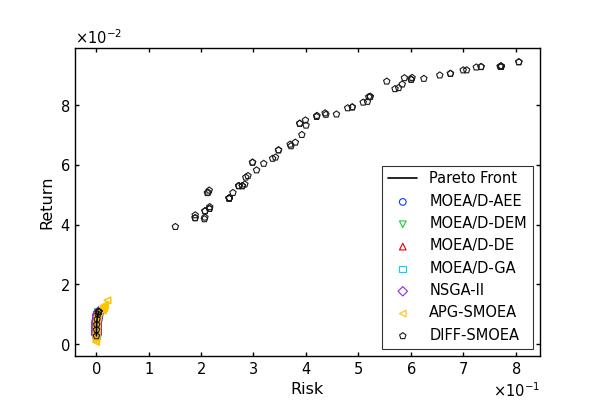 ×10⁻²
Return
8
6
4
2
0
Pareto Front
MOEA/D-AEE
MOEA/D-DEM
MOEA/D-DE
MOEA/D-GA
NSGA-II
APG-SMOEA
DIFF-SMOEA
0 1 2 3 4 5 6 7 8
Risk
×10⁻¹